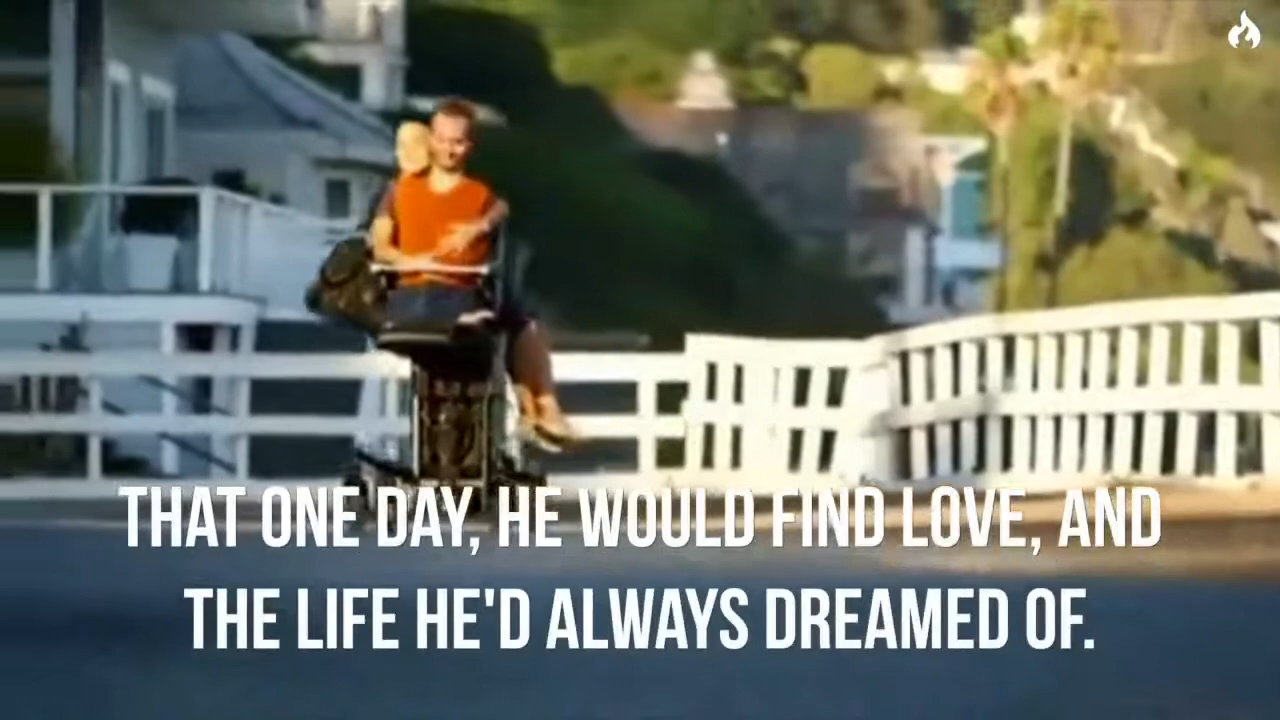 THAT ONE DAY, HE WOULD FIND LOVE, AND
THE LIFE HE'D ALWAYS DREAMED OF.